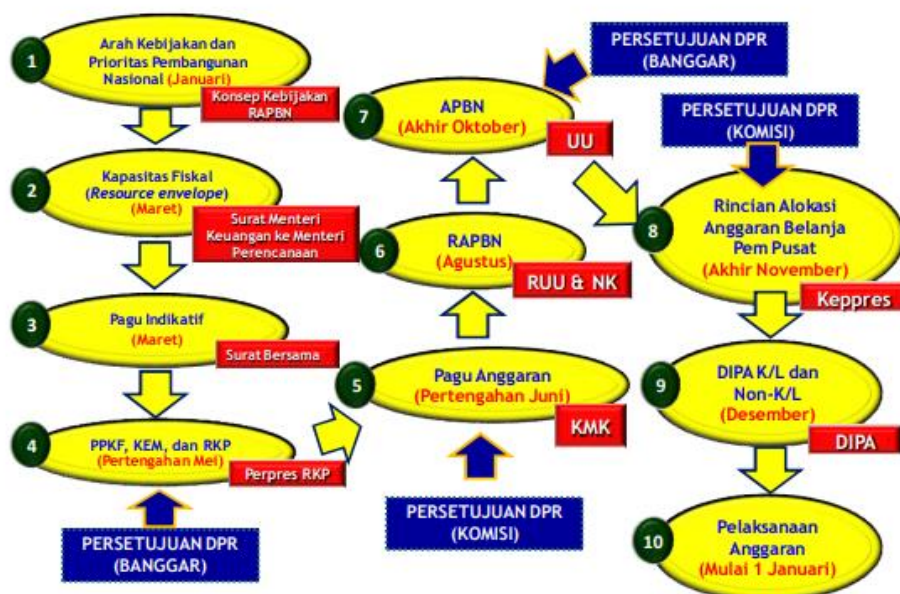 1
Arah Kebijakan dan
Prioritas Pembangunan
Nasional (Januari)
Konsep Kebijakan
RAPBN
2
Kapasitas Fiskal
(Resource envelope)
(Maret)
Surat Menteri
Keuangan ke Menteri
Perencanaan
3
Pagu Indikatif
(Maret)
Surat Bersama
4
PPKF, KEM, dan RKP
(Pertengahan Mei)
Perpres RKP
PERSETUJUAN DPR
(BANGGAR)
5
Pagu Anggaran
(Pertengahan Juni)
KMK
PERSETUJUAN DPR
(KOMISI)
6
RAPBN
(Agustus)
RUU & NK
7
APBN
(Akhir Oktober)
UU
PERSETUJUAN DPR
(BANGGAR)
PERSETUJUAN DPR
(KOMISI)
8
Rincian Alokasi
Anggaran Belanja
Pem Pusat
(Akhir November)
Keppres
9
DIPA K/L dan
Non-K/L
(Desember)
DIPA
10
Pelaksanaan
Anggaran
(Mulai 1 Januari)